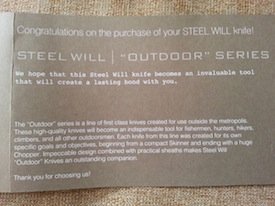 Congratulations on the purchase of your STEEL WILL knife!
STEEL WILL | "OUTDOOR" SERIES
We hope that this Steel Will knife becomes an invaluable tool
that will create a lasting bond with you.
The "Outdoor" series is a line of first class knives created for use outside the metropolis.
These high-quality knives will become an indispensable tool for fishermen, hunters, hikers,
climbers, and all other outdoorsman. Each knife from this line was created for its own
specific goals and objectives, beginning from a compact Skinner and ending with a huge
Chopper. Impeccable design combined with practical sheaths makes Steel Will
"Outdoor" Knives an outstanding companion.
Thank you for choosing us!